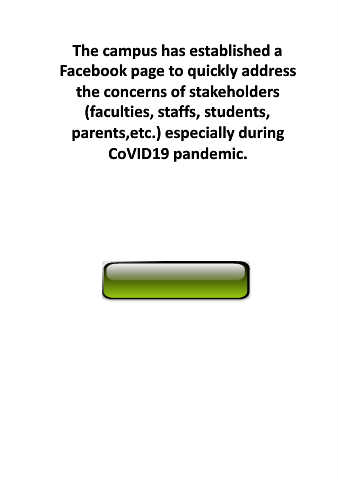 The campus has established a
Facebook page to quickly address
the concerns of stakeholders
(faculties, staffs, students,
parents,etc.) especially during
CoVID19 pandemic.